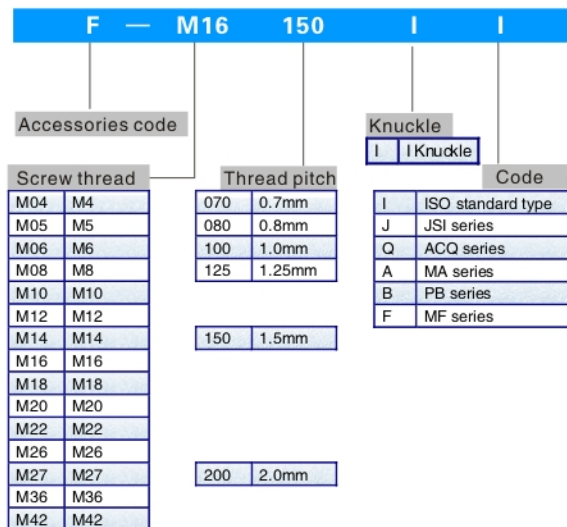 F — M16 150 I I
Accessories code
Knuckle
I I Knuckle
Screw thread
M04 M4
M05 M5
M06 M6
M08 M8
M10 M10
M12 M12
M14 M14
M16 M16
M18 M18
M20 M20
M22 M22
M26 M26
M27 M27
M36 M36
M42 M42
Thread pitch
070 0.7mm
080 0.8mm
100 1.0mm
125 1.25mm
150 1.5mm
200 2.0mm
Code
I ISO standard type
J JSI series
Q ACQ series
A MA series
B PB series
F MF series